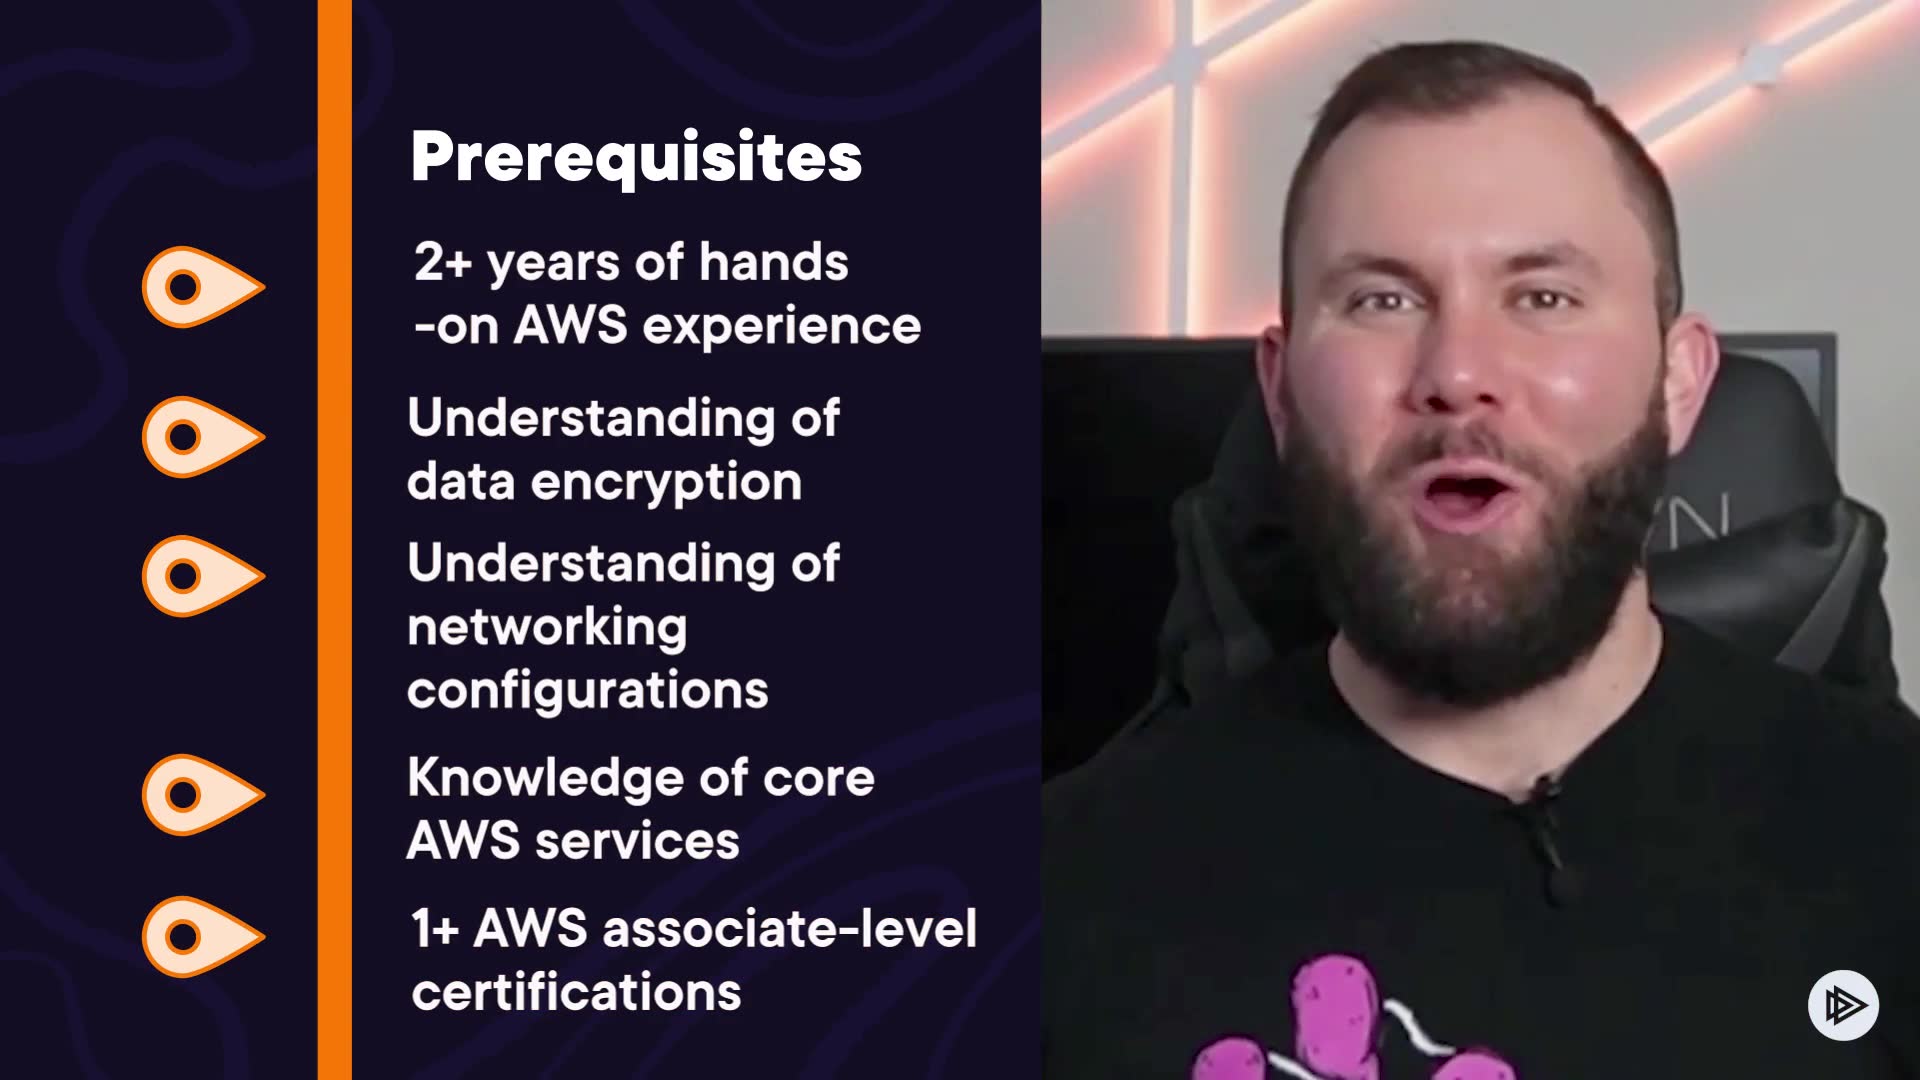 Prerequisites
2+ years of hands
-on AWS experience
Understanding of
data encryption
Understanding of
networking
configurations
Knowledge of core
AWS services
1+ AWS associate-level
certifications